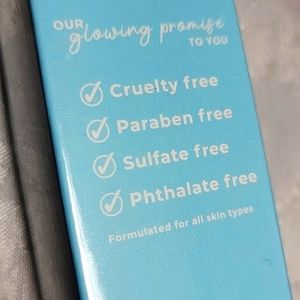 OUR
glowing promise
TO YOU
Cruelty free
Paraben free
Sulfate free
Phthalate free
Formulated for all skin types